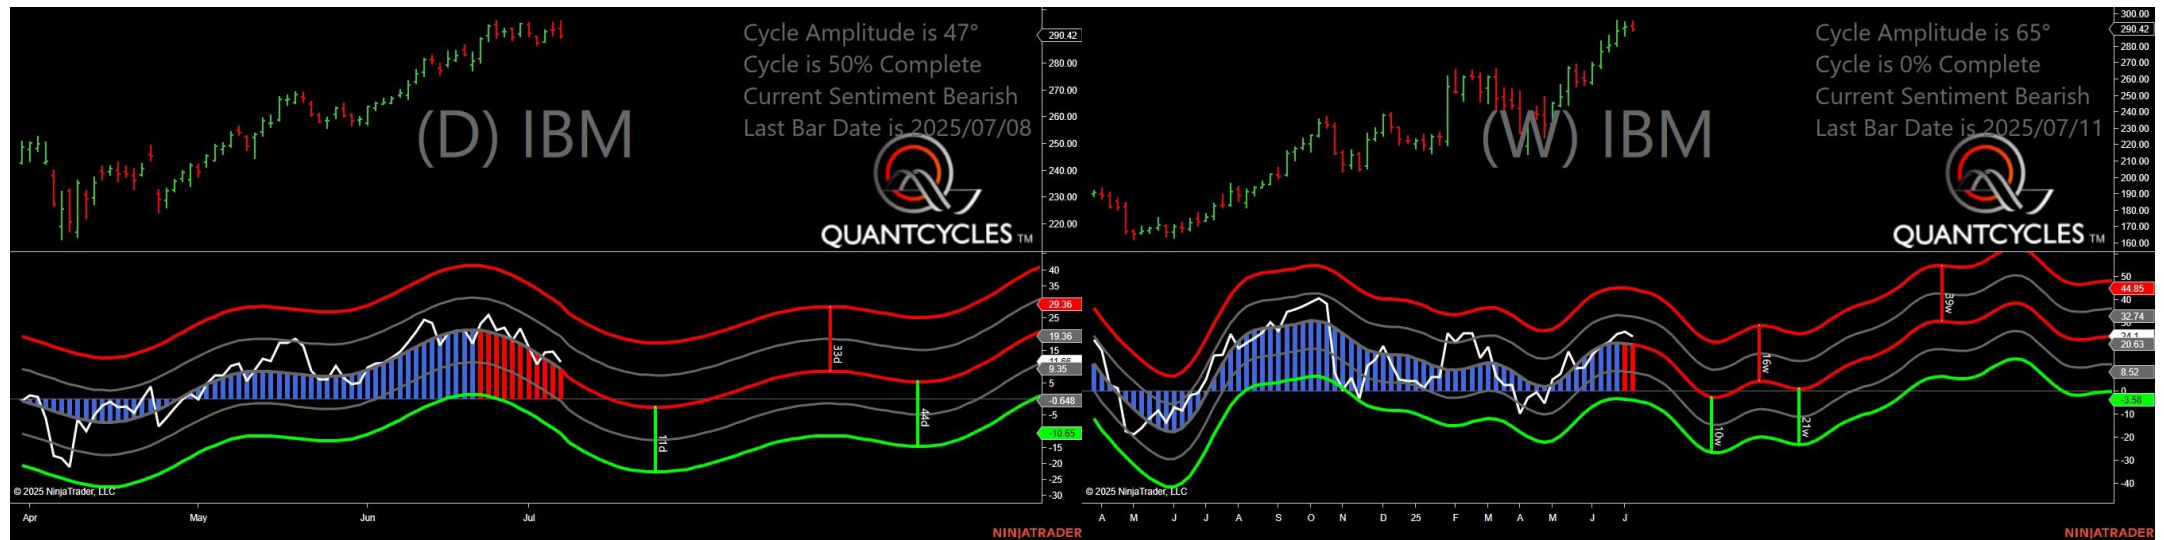 Cycle Amplitude is 47°
Cycle is 50% Complete
Current Sentiment Bearish
Last Bar Date is 2025/07/08
(D) IBM
QUANTCYCLES TM
290.42
280.00
270.00
260.00
250.00
240.00
230.00
220.00
40
29.36
25
19.36
15
11.66
9.35
5
-0.648
-5
-10.65
-15
-20
-25
-30
11d
33d
44d
© 2025 NinjaTrader, LLC
Apr May Jun Jul
NINJATRADER
Cycle Amplitude is 65°
Cycle is 0% Complete
Current Sentiment Bearish
Last Bar Date is 2025/07/11
(W) IBM
QUANTCYCLES TM
300.00
290.42
280.00
270.00
260.00
250.00
240.00
230.00
220.00
210.00
200.00
190.00
180.00
170.00
160.00
50
44.85
40
32.74
20.63
8.52
0
-3.58
-10
-20
-30
-40
10w
16w
21w
39w
© 2025 NinjaTrader, LLC
A M J J A S O N D 25 F M A M J J
NINJATRADER